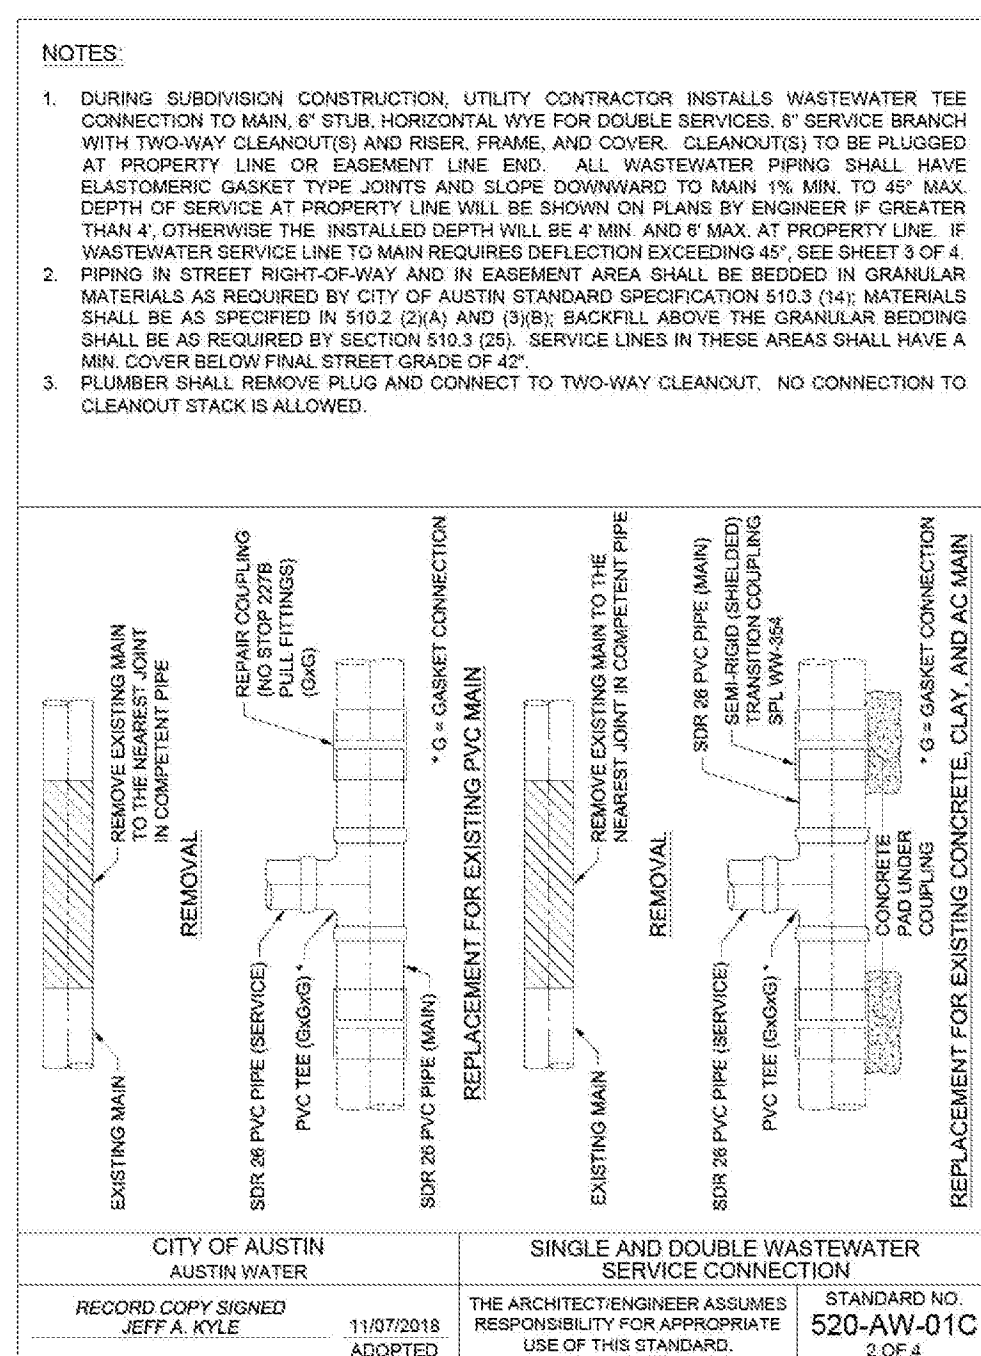 NOTES:
1. DURING SUBDIVISION CONSTRUCTION, UTILITY CONTRACTOR INSTALLS WASTEWATER TEE
CONNECTION TO MAIN, 6" STUB, HORIZONTAL WYE FOR DOUBLE SERVICES, 6" SERVICE BRANCH
WITH TWO-WAY CLEANOUT(S) AND RISER, FRAME, AND COVER. CLEANOUT(S) TO BE PLUGGED
AT PROPERTY LINE OR EASEMENT LINE END. ALL WASTEWATER PIPING SHALL HAVE
ELASTOMERIC GASKET TYPE JOINTS AND SLOPE DOWNWARD TO MAIN 1% MIN. TO 45° MAX.
DEPTH OF SERVICE AT PROPERTY LINE WILL BE SHOWN ON PLANS BY ENGINEER IF GREATER
THAN 4', OTHERWISE THE INSTALLED DEPTH WILL BE 4' MIN. AND 6' MAX. AT PROPERTY LINE. IF
WASTEWATER SERVICE LINE TO MAIN REQUIRES DEFLECTION EXCEEDING 45°, SEE SHEET 3 OF 4.
2. PIPING IN STREET RIGHT-OF-WAY AND IN EASEMENT AREA SHALL BE BEDDED IN GRANULAR
MATERIALS AS REQUIRED BY CITY OF AUSTIN STANDARD SPECIFICATION 510.3 (14); MATERIALS
SHALL BE AS SPECIFIED IN 510.2 (2)(A) AND (3)(B); BACKFILL ABOVE THE GRANULAR BEDDING
SHALL BE AS REQUIRED BY SECTION 510.3 (25). SERVICE LINES IN THESE AREAS SHALL HAVE A
MIN. COVER BELOW FINAL STREET GRADE OF 42".
3. PLUMBER SHALL REMOVE PLUG AND CONNECT TO TWO-WAY CLEANOUT. NO CONNECTION TO
CLEANOUT STACK IS ALLOWED.
EXISTING MAIN
REMOVE EXISTING MAIN
TO THE NEAREST JOINT
IN COMPETENT PIPE
REMOVAL
SDR 26 PVC PIPE (SERVICE)
PVC TEE (GxGxG) *
SDR 26 PVC PIPE (MAIN)
REPAIR COUPLING
(NO STOP 227B
PULL FITTINGS)
(GxG)
* G = GASKET CONNECTION
REPLACEMENT FOR EXISTING PVC MAIN
EXISTING MAIN
REMOVE EXISTING MAIN TO THE
NEAREST JOINT IN COMPETENT PIPE
REMOVAL
SDR 26 PVC PIPE (SERVICE)
PVC TEE (GxGxG) *
SDR 26 PVC PIPE (MAIN)
SEMI-RIGID (SHIELDED)
TRANSITION COUPLING
SPL WW-354
CONCRETE
PAD UNDER
COUPLING
* G = GASKET CONNECTION
REPLACEMENT FOR EXISTING CONCRETE, CLAY, AND AC MAIN
CITY OF AUSTIN
AUSTIN WATER
SINGLE AND DOUBLE WASTEWATER
SERVICE CONNECTION
RECORD COPY SIGNED
JEFF A. KYLE
11/07/2018
ADOPTED
THE ARCHITECT/ENGINEER ASSUMES
RESPONSIBILITY FOR APPROPRIATE
USE OF THIS STANDARD.
STANDARD NO.
520-AW-01C
2 OF 4